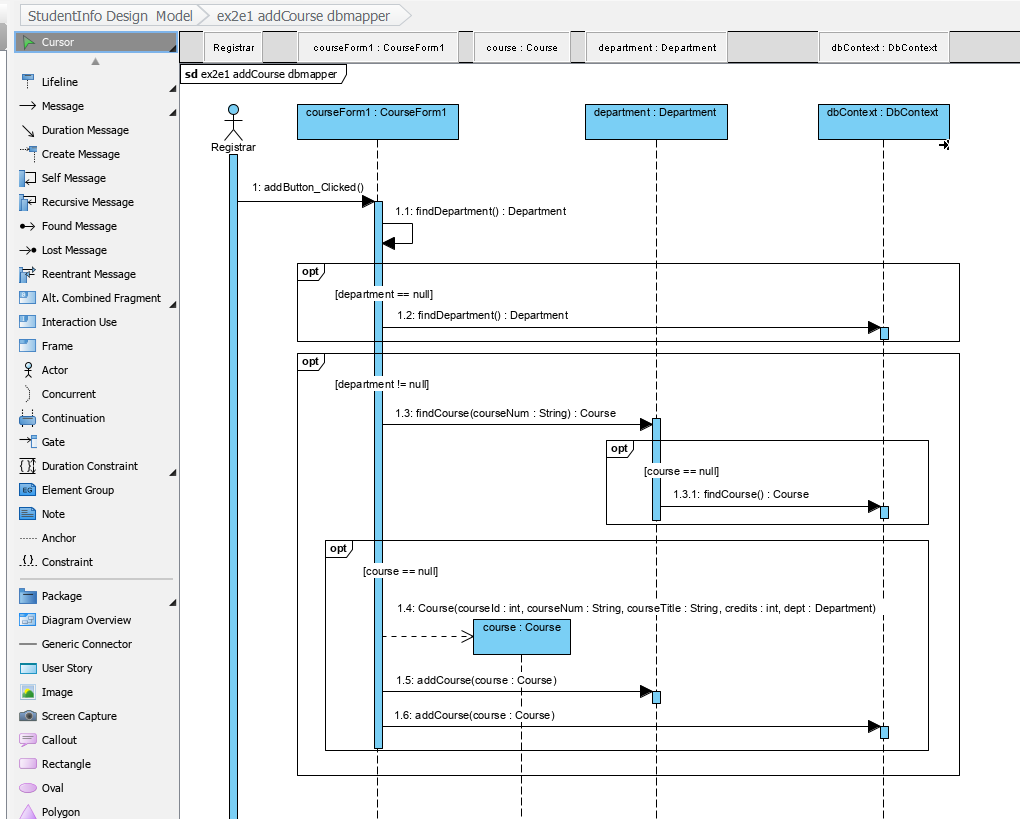 StudentInfo Design Model
ex2e1 addCourse dbmapper
Cursor
Lifeline
Message
Duration Message
Create Message
Self Message
Recursive Message
Found Message
Lost Message
Reentrant Message
Alt. Combined Fragment
Interaction Use
Frame
Actor
Concurrent
Continuation
Gate
Duration Constraint
EG
Element Group
Note
Anchor
Constraint
Package
Diagram Overview
Generic Connector
User Story
Image
Screen Capture
Callout
Rectangle
Oval
Polygon
Registrar
courseForm1 : CourseForm1
course : Course
department : Department
dbContext : DbContext
sd ex2e1 addCourse dbmapper
courseForm1 : CourseForm1
department : Department
dbContext : DbContext
Registrar
1: addButton_Clicked()
1.1: findDepartment() : Department
opt
[department == null]
1.2: findDepartment() : Department
opt
[department != null]
1.3: findCourse(courseNum : String) : Course
opt
[course == null]
1.3.1: findCourse() : Course
opt
[course == null]
1.4: Course(courseId : int, courseNum : String, courseTitle : String, credits : int, dept : Department)
course : Course
1.5: addCourse(course : Course)
1.6: addCourse(course : Course)